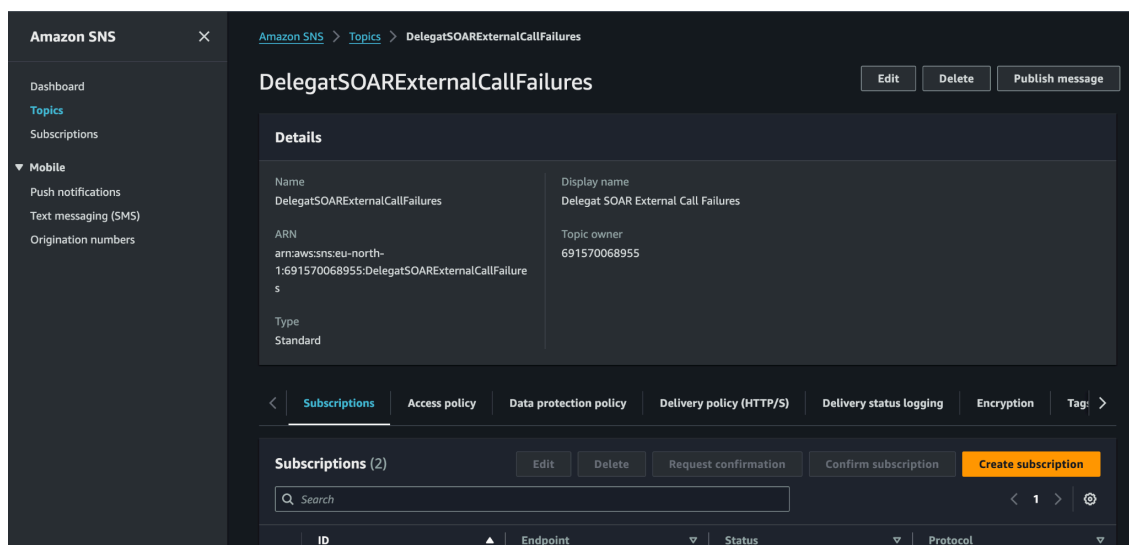 Amazon SNS
Dashboard
Topics
Subscriptions
Mobile
Push notifications
Text messaging (SMS)
Origination numbers
Amazon SNS > Topics > DelegatSOARExternalCallFailures
DelegatSOARExternalCallFailures
Edit Delete Publish message
Details
Name
DelegatSOARExternalCallFailures
ARN
arn:aws:sns:eu-north-
1:691570068955:DelegatSOARExternalCallFailure
s
Type
Standard
Display name
Delegat SOAR External Call Failures
Topic owner
691570068955
Subscriptions Access policy Data protection policy Delivery policy (HTTP/S) Delivery status logging Encryption Tag
Subscriptions (2)
Edit Delete Request confirmation Confirm subscription Create subscription
Search
1
ID Endpoint Status Protocol